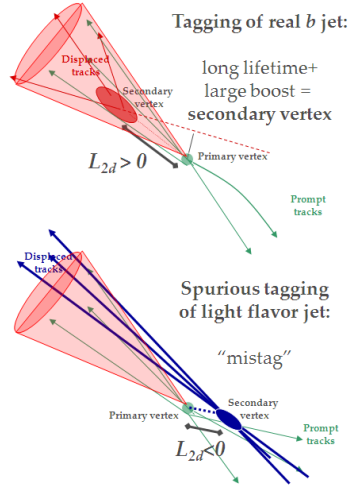 Tagging of real b jet:
long lifetime+
large boost =
secondary vertex
Displaced
tracks
Secondary
vertex
Primary vertex
L2d > 0
Prompt
tracks
Displaced
tracks
Spurious tagging
of light flavor jet:
“mistag”
Secondary
vertex
Primary vertex
Prompt
tracks
L2d<0